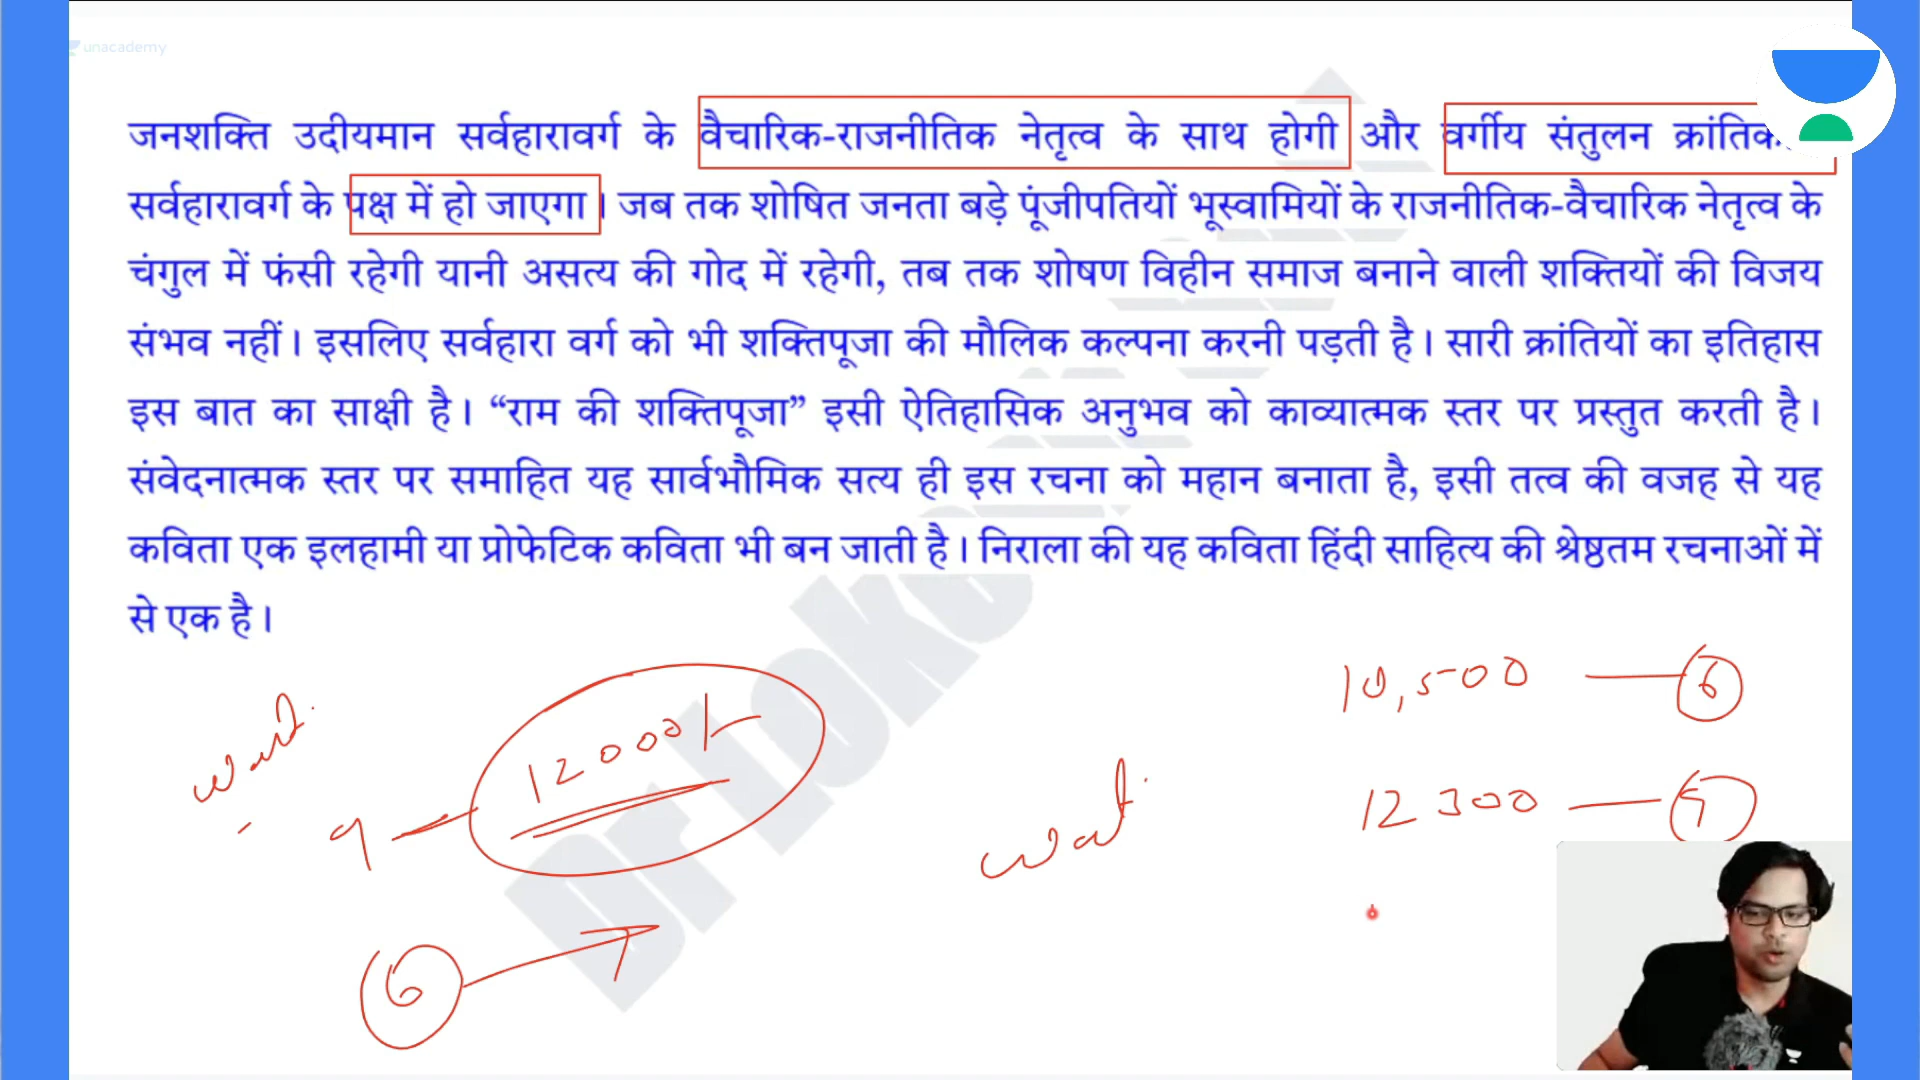 unacademy
जनशक्ति उदीयमान सर्वहारावर्ग के वैचारिक-राजनीतिक नेतृत्व के साथ होगी और वर्गीय संतुलन
सर्वहारावर्ग के पक्ष में हो जाएगा । जब तक शोषित जनता बड़े पूंजीपतियों भूस्वामियों के राजनीतिक-वैचारिक नेतृत्व के
चंगुल में फंसी रहेगी यानी असत्य की गोद में रहेगी, तब तक शोषण विहीन समाज बनाने वाली शक्तियों की विजय
संभव नहीं। इसलिए सर्वहारा वर्ग को भी शक्तिपूजा की मौलिक कल्पना करनी पड़ती है। सारी क्रांतियों का इतिहास
इस बात का साक्षी है। “राम की शक्तिपूजा” इसी ऐतिहासिक अनुभव को काव्यात्मक स्तर पर प्रस्तुत करती है।
संवेदनात्मक स्तर पर समाहित यह सार्वभौमिक सत्य ही इस रचना को महान बनाता है, इसी तत्व की वजह से यह
कविता एक इलहामी या प्रोफेटिक कविता भी बन जाती है। निराला की यह कविता हिंदी साहित्य की श्रेष्ठतम रचनाओं में
से एक है।
10,500 6
12000/-
12300
6